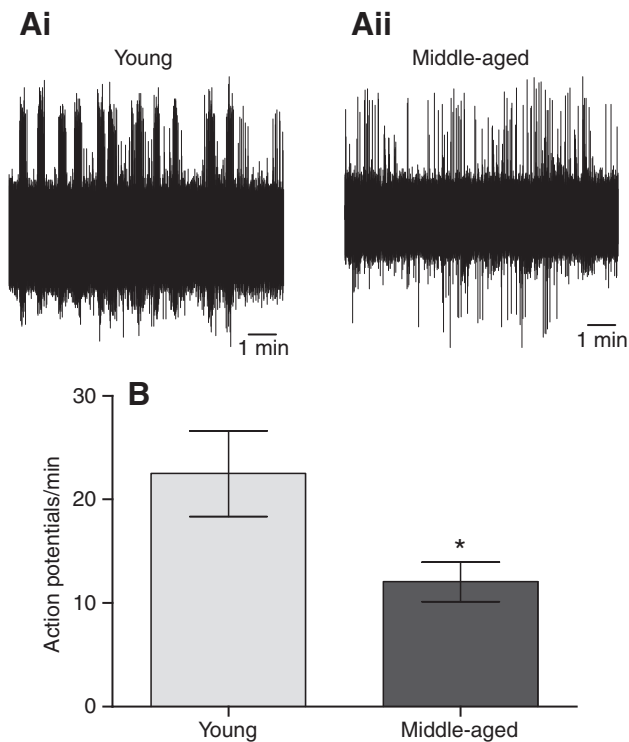 Ai
Aii
Young
Middle-aged
1 min
1 min
B
30
20
10
0
Action potentials/min
*
Young
Middle-aged